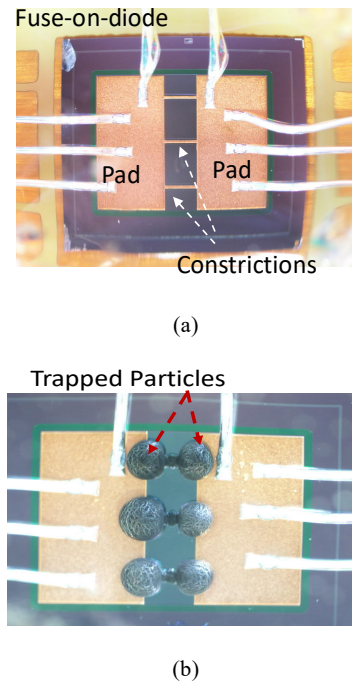 Fuse-on-diode
Pad
Pad
Constrictions
(a)
Trapped Particles
(b)